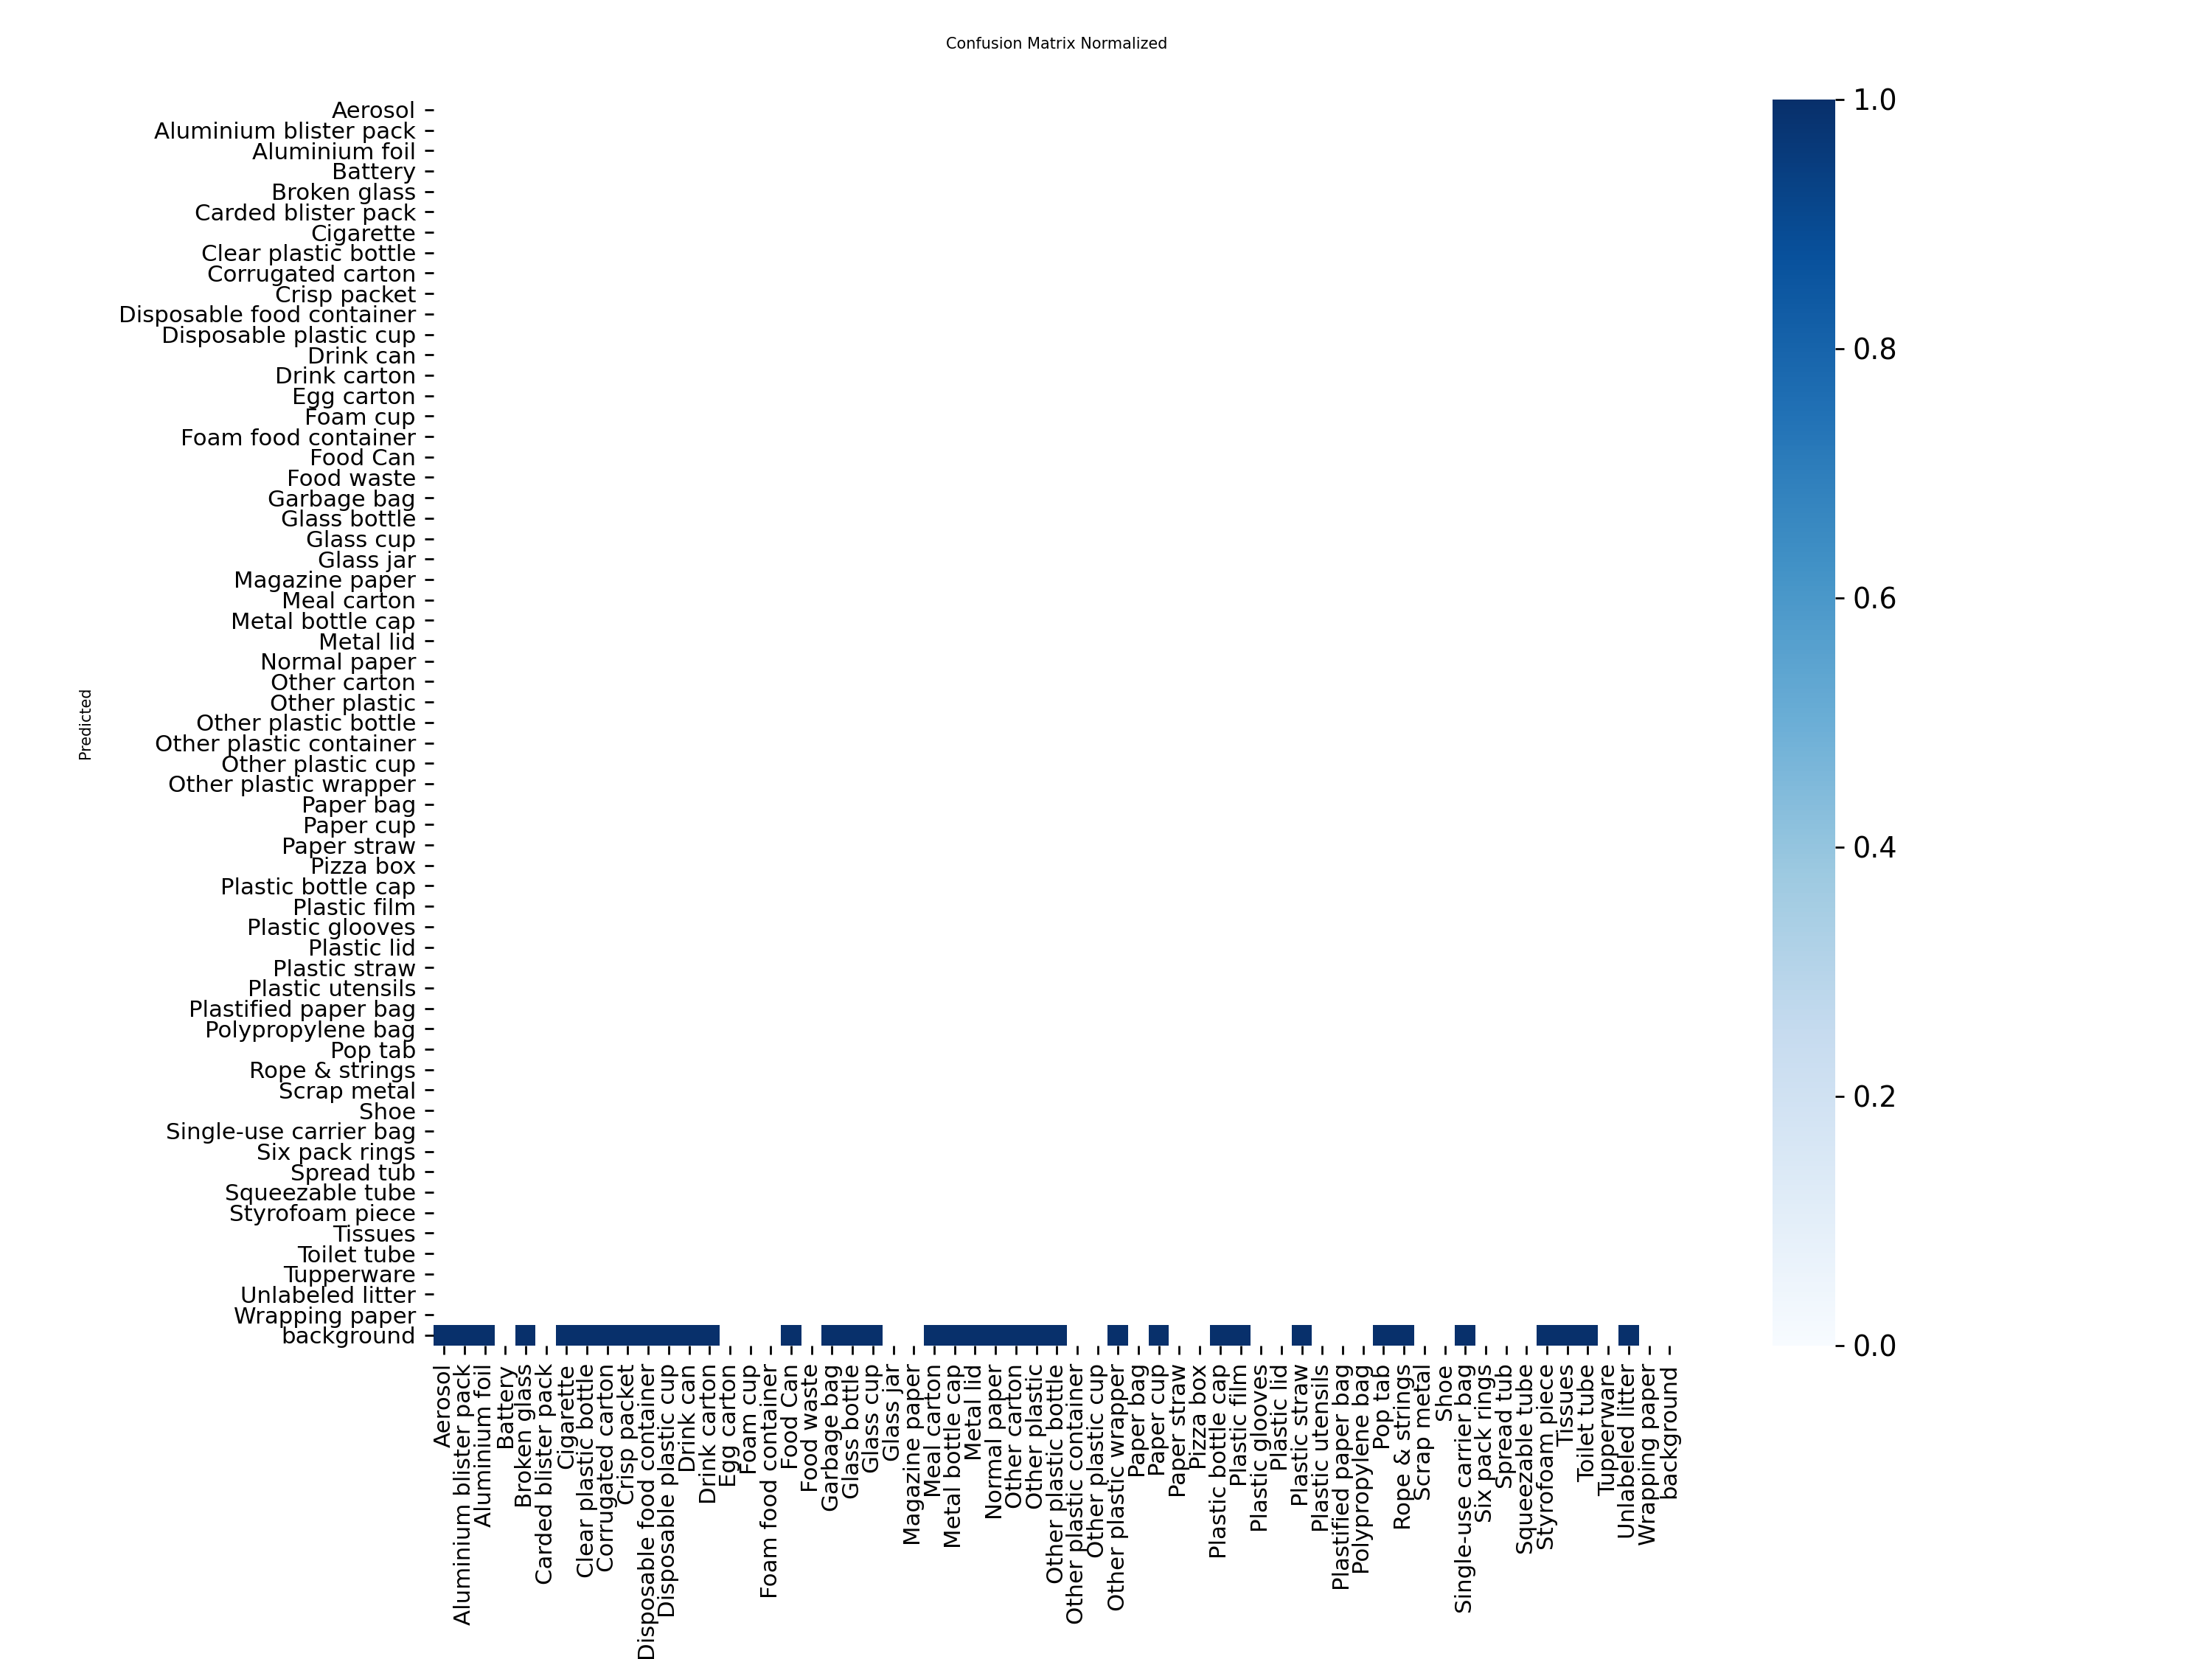 Confusion Matrix Normalized
Aerosol
Aluminium blister pack
Aluminium foil
Battery
Broken glass
Carded blister pack
Cigarette
Clear plastic bottle
Corrugated carton
Crisp packet
Disposable food container
Disposable plastic cup
Drink can
Drink carton
Egg carton
Foam cup
Foam food container
Food Can
Food waste
Garbage bag
Glass bottle
Glass cup
Glass jar
Magazine paper
Meal carton
Metal bottle cap
Metal lid
Normal paper
Other carton
Other plastic
Other plastic bottle
Other plastic container
Other plastic cup
Other plastic wrapper
Paper bag
Paper cup
Paper straw
Pizza box
Plastic bottle cap
Plastic film
Plastic glooves
Plastic lid
Plastic straw
Plastic utensils
Plastified paper bag
Polypropylene bag
Pop tab
Rope & strings
Scrap metal
Shoe
Single-use carrier bag
Six pack rings
Spread tub
Squeezable tube
Styrofoam piece
Tissues
Toilet tube
Tupperware
Unlabeled litter
Wrapping paper
background
Predicted
Aerosol
Aluminium blister pack
Aluminium foil
Battery
Broken glass
Carded blister pack
Cigarette
Clear plastic bottle
Corrugated carton
Crisp packet
Disposable food container
Disposable plastic cup
Drink can
Drink carton
Egg carton
Foam cup
Foam food container
Food Can
Food waste
Garbage bag
Glass bottle
Glass cup
Glass jar
Magazine paper
Meal carton
Metal bottle cap
Metal lid
Normal paper
Other carton
Other plastic
Other plastic bottle
Other plastic container
Other plastic cup
Other plastic wrapper
Paper bag
Paper cup
Paper straw
Pizza box
Plastic bottle cap
Plastic film
Plastic glooves
Plastic lid
Plastic straw
Plastic utensils
Plastified paper bag
Polypropylene bag
Pop tab
Rope & strings
Scrap metal
Shoe
Single-use carrier bag
Six pack rings
Spread tub
Squeezable tube
Styrofoam piece
Tissues
Toilet tube
Tupperware
Unlabeled litter
Wrapping paper
background
1.0
0.8
0.6
0.4
0.2
0.0